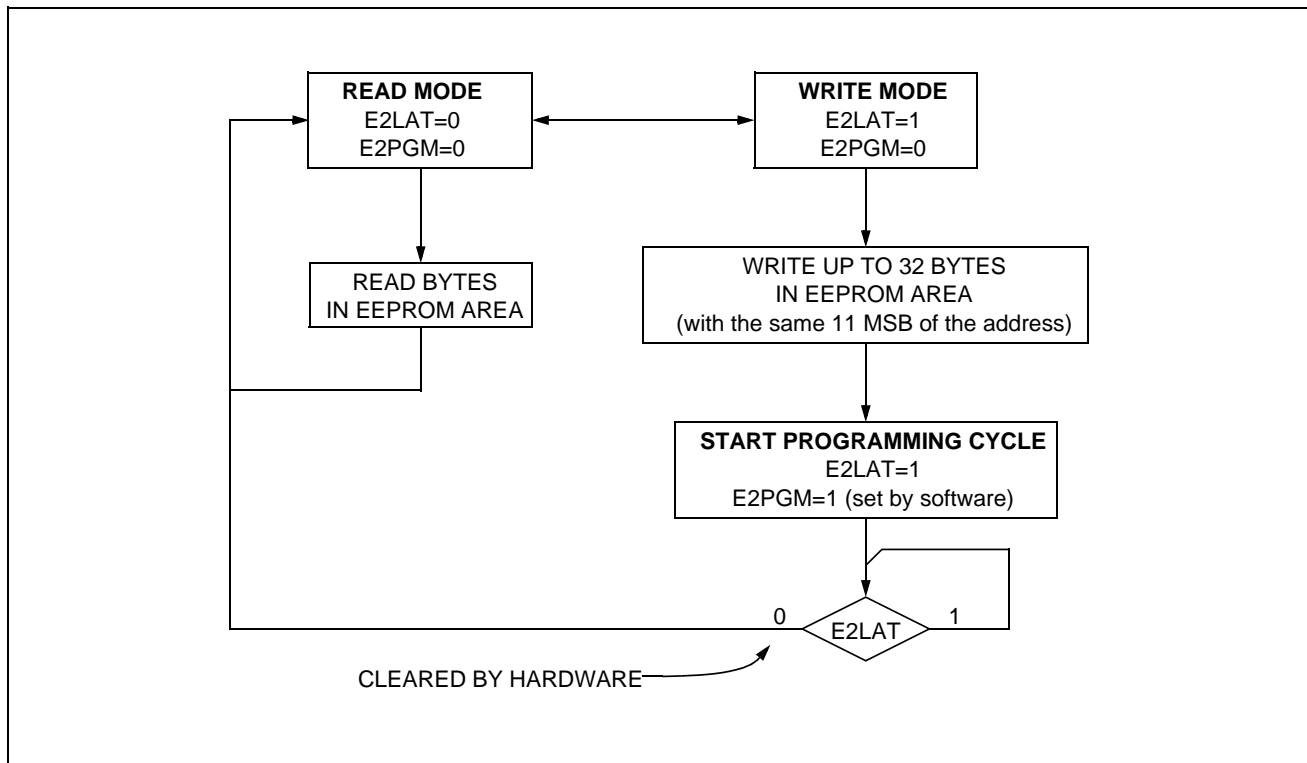 READ MODE
E2LAT=0
E2PGM=0
WRITE MODE
E2LAT=1
E2PGM=0
READ BYTES
IN EEPROM AREA
WRITE UP TO 32 BYTES
IN EEPROM AREA
(with the same 11 MSB of the address)
START PROGRAMMING CYCLE
E2LAT=1
E2PGM=1 (set by software)
0
E2LAT
1
CLEARED BY HARDWARE